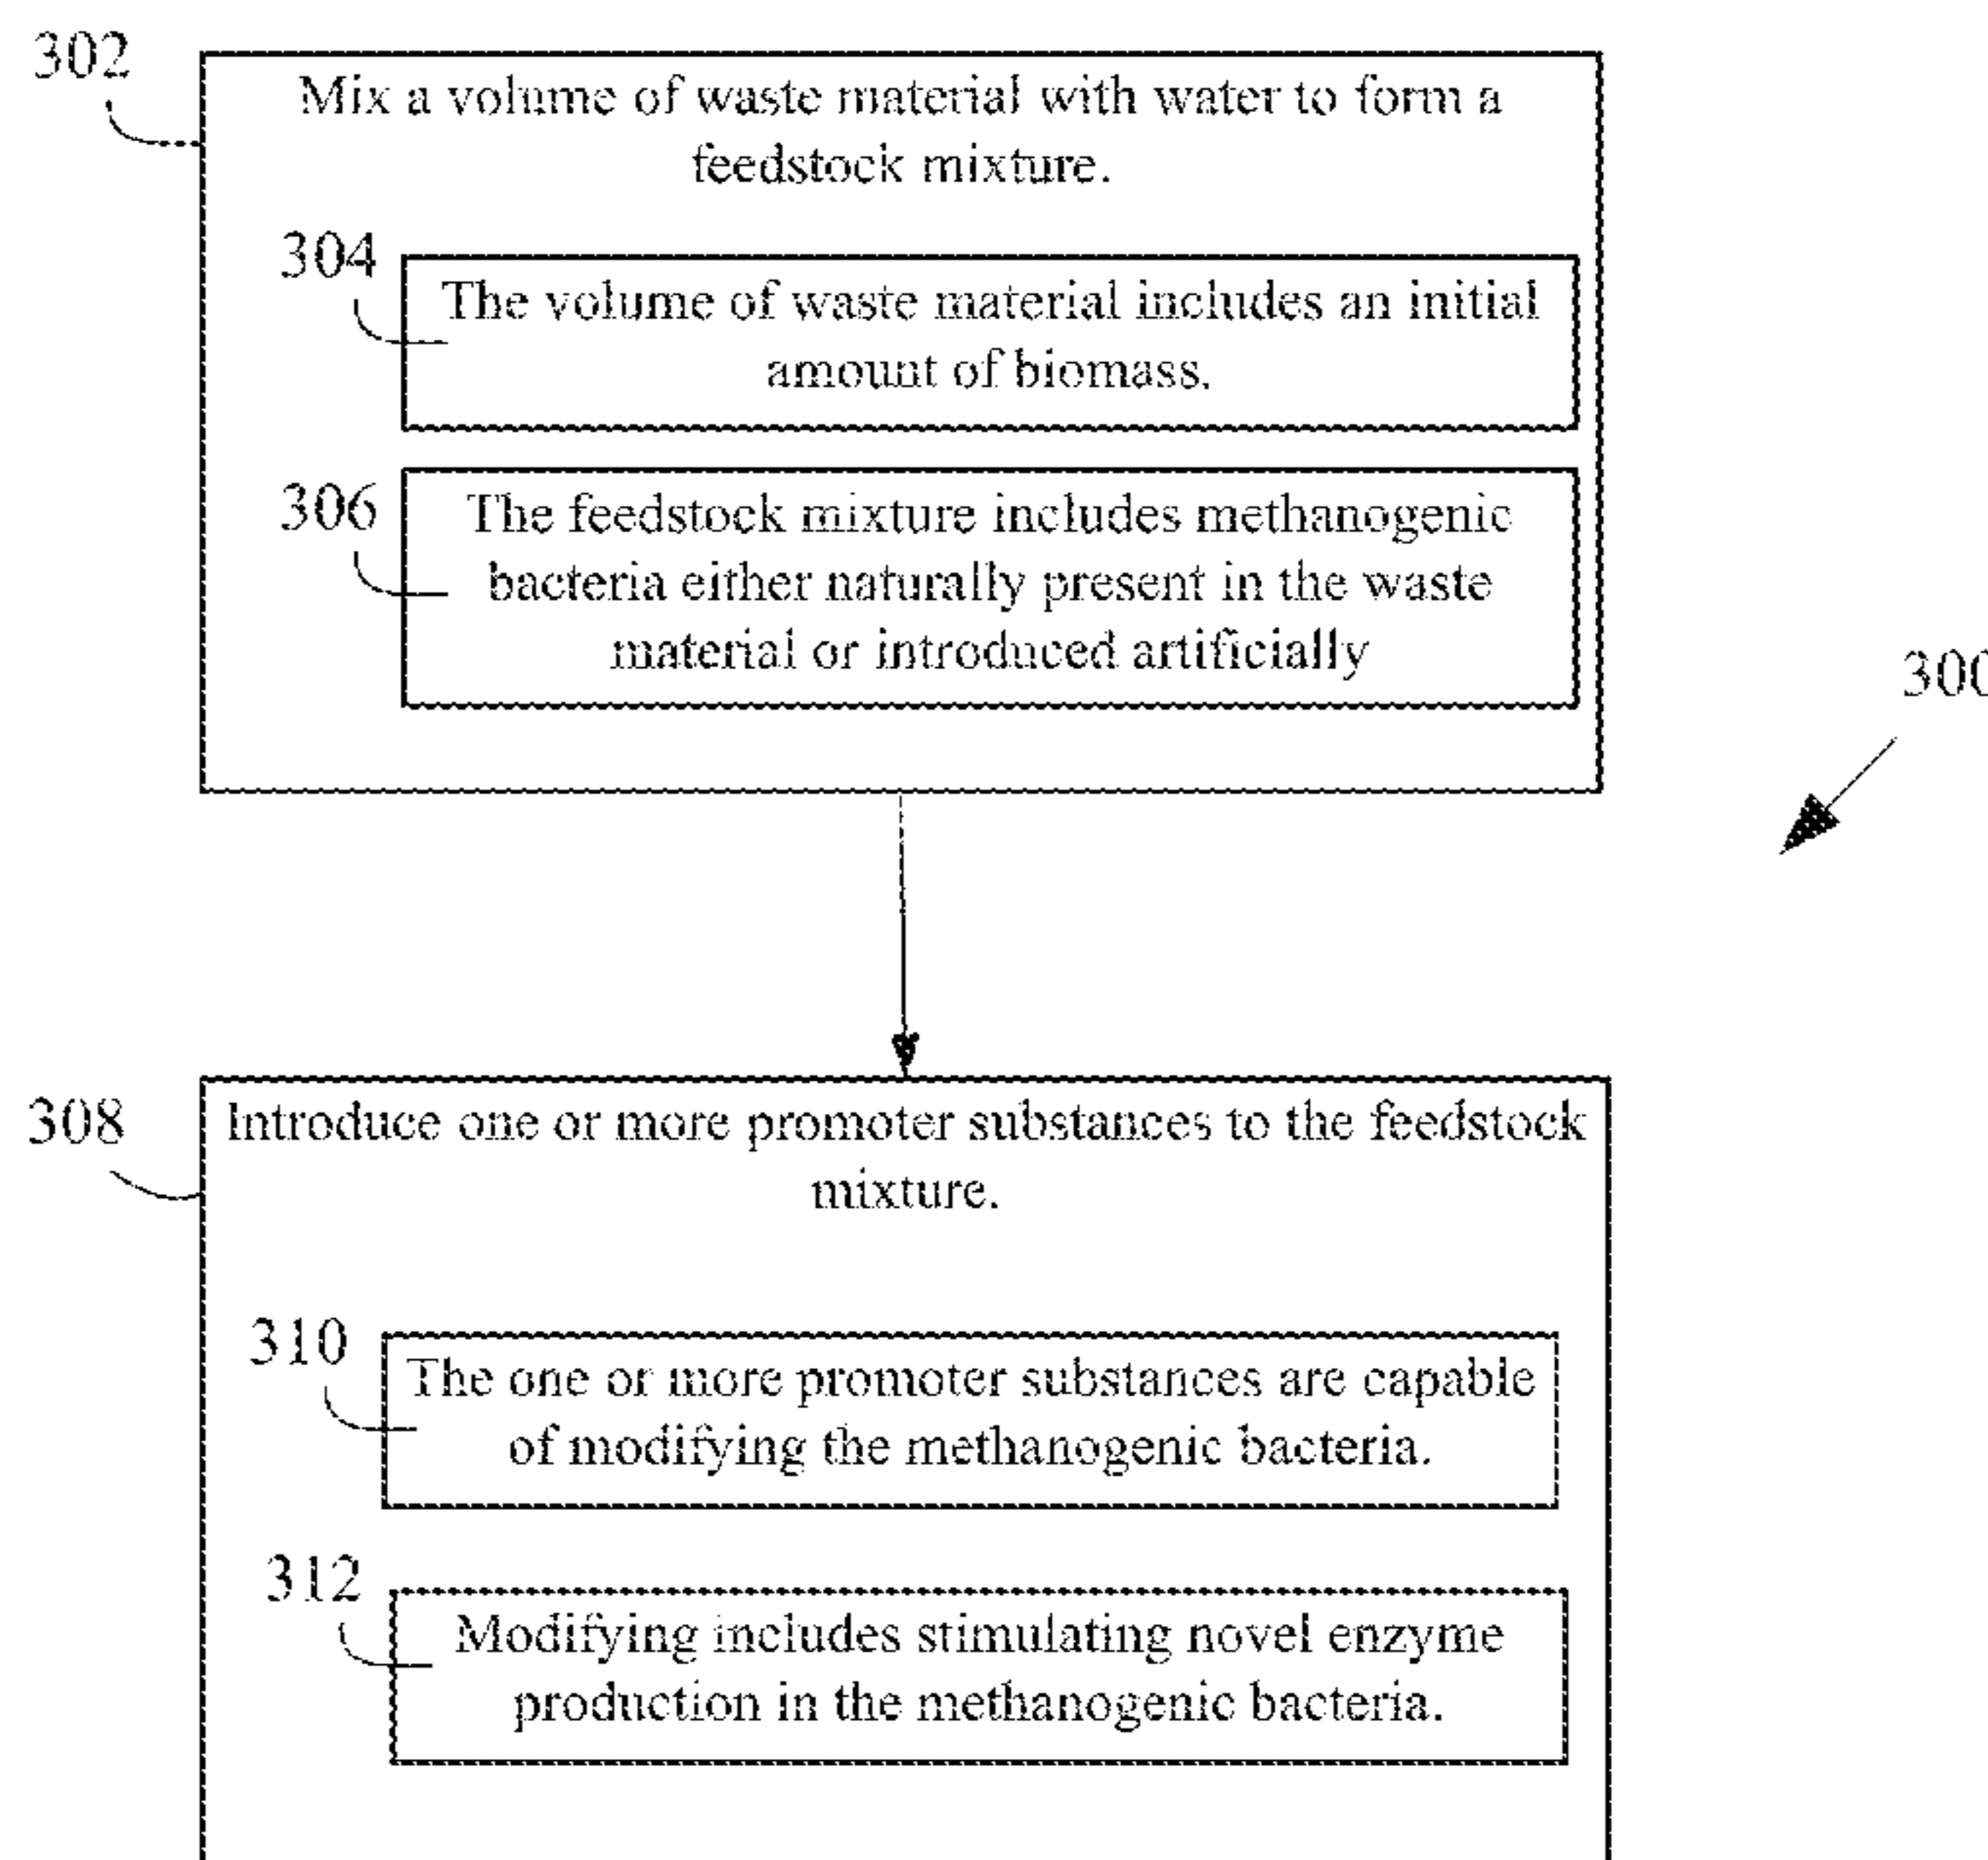 302
Mix a volume of waste material with water to form a
feedstock mixture.
304
The volume of waste material includes an initial
amount of biomass.
306
The feedstock mixture includes methanogenic
bacteria either naturally present in the waste
material or introduced artificially
300
308
Introduce one or more promoter substances to the feedstock
mixture.
310
The one or more promoter substances are capable
of modifying the methanogenic bacteria.
312
Modifying includes stimulating novel enzyme
production in the methanogenic bacteria.